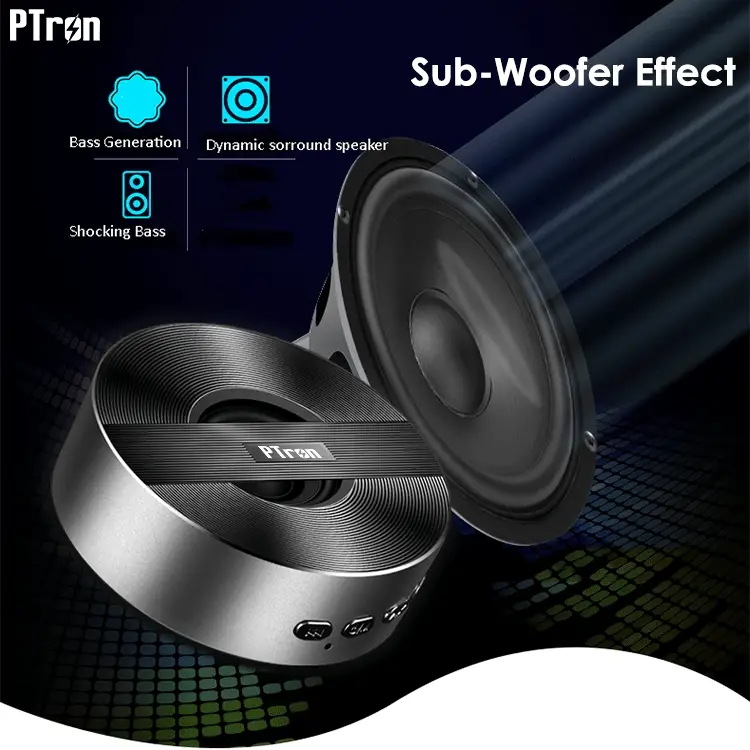 PTron
Sub-Woofer Effect
Bass Generation
Dynamic sorround speaker
Shocking Bass
PTron